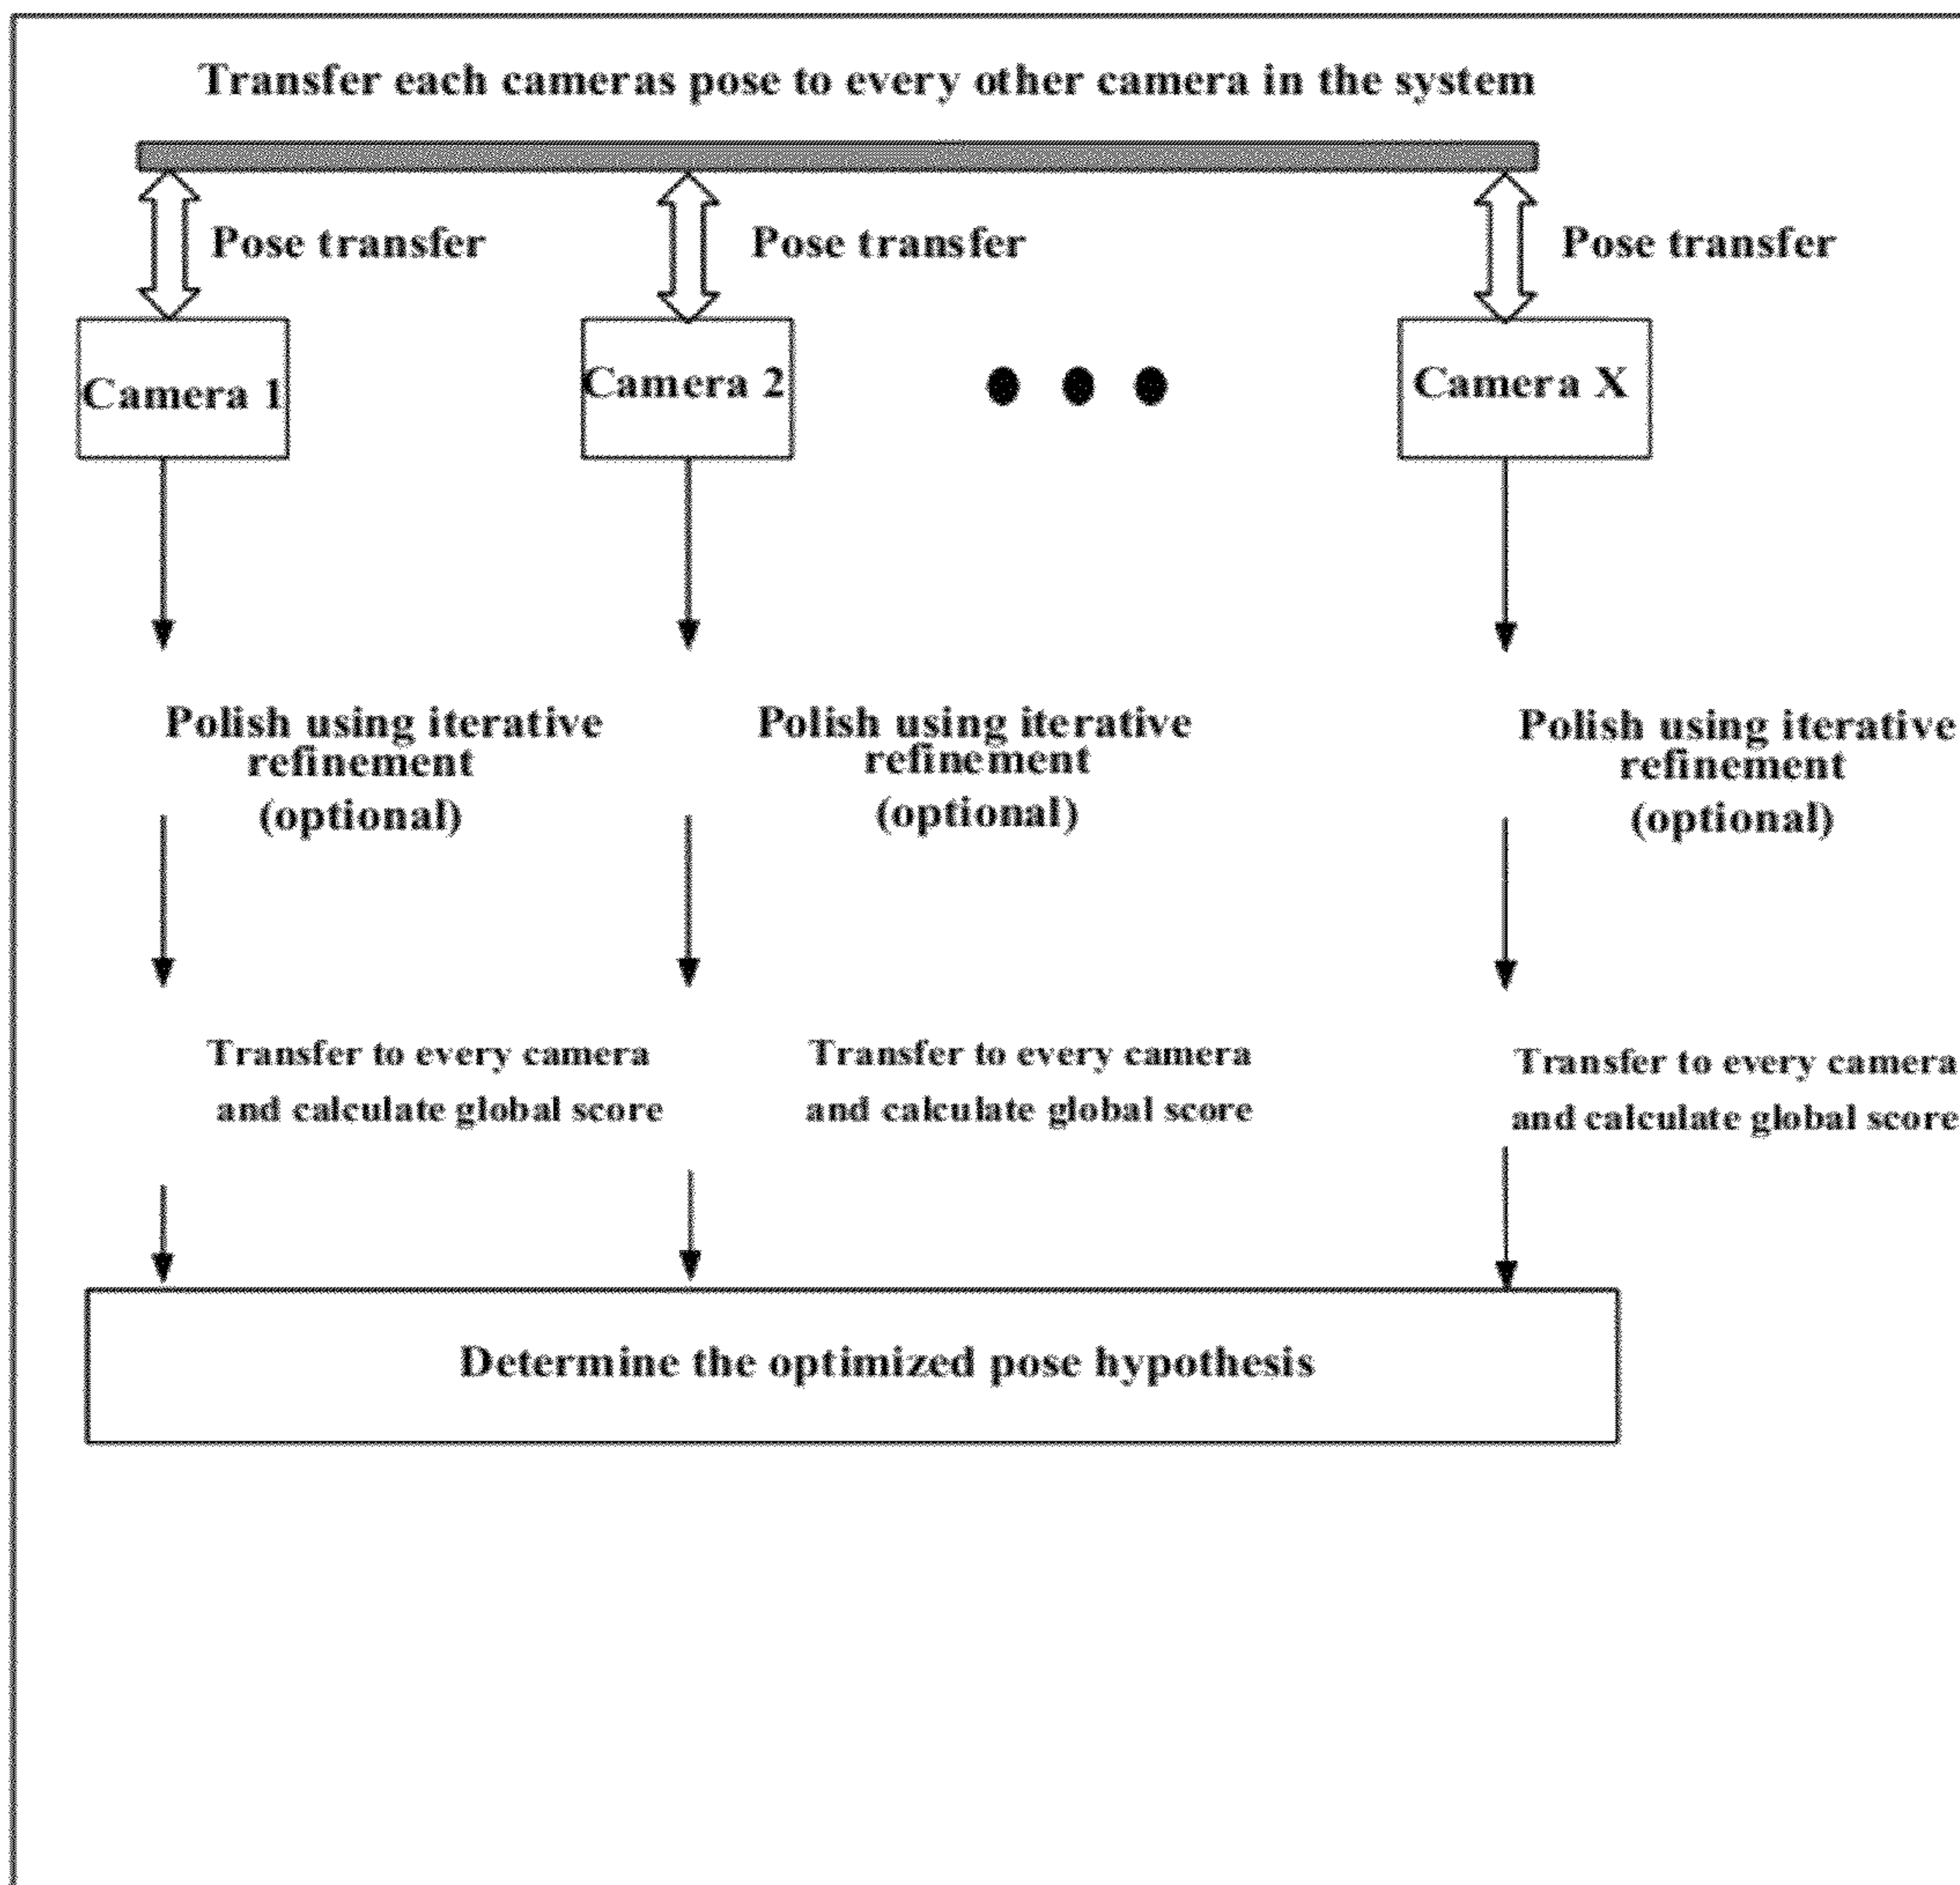 Transfer each cameras pose to every other camera in the system
Pose transfer
Pose transfer
Pose transfer
Camera 1
Camera 2
Camera X
Polish using iterative
refinement
(optional)
Polish using iterative
refinement
(optional)
Polish using iterative
refinement
(optional)
Transfer to every camera
and calculate global score
Transfer to every camera
and calculate global score
Transfer to every camera
and calculate global score
Determine the optimized pose hypothesis